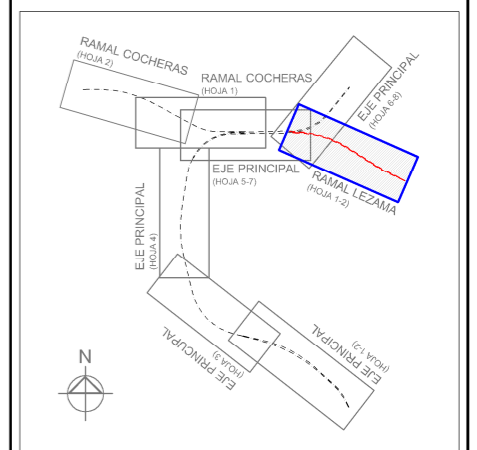 RAMAL COCHERAS
(HOJA 2)
RAMAL COCHERAS
(HOJA 1)
EJE PRINCIPAL
(HOJA 6-8)
EJE PRINCIPAL
(HOJA 5-7)
RAMAL LEZAMA
(HOJA 1-2)
EJE PRINCIPAL
(HOJA 4)
EJE PRINCUPAL
(HOJA 3)
EJE PRINCIPAL
(HOJA 1-2)
N